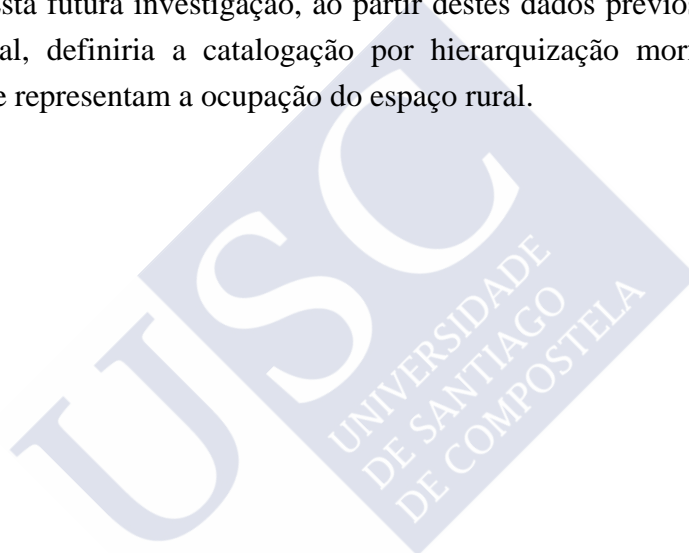 sta futura investigação, ao partir destes dados prévios
al, definiria a catalogação por hierarquização mor
e representam a ocupação do espaço rural.
USC
UNIVERSIDADE
DE SANTIAGO
DE COMPOSTELA